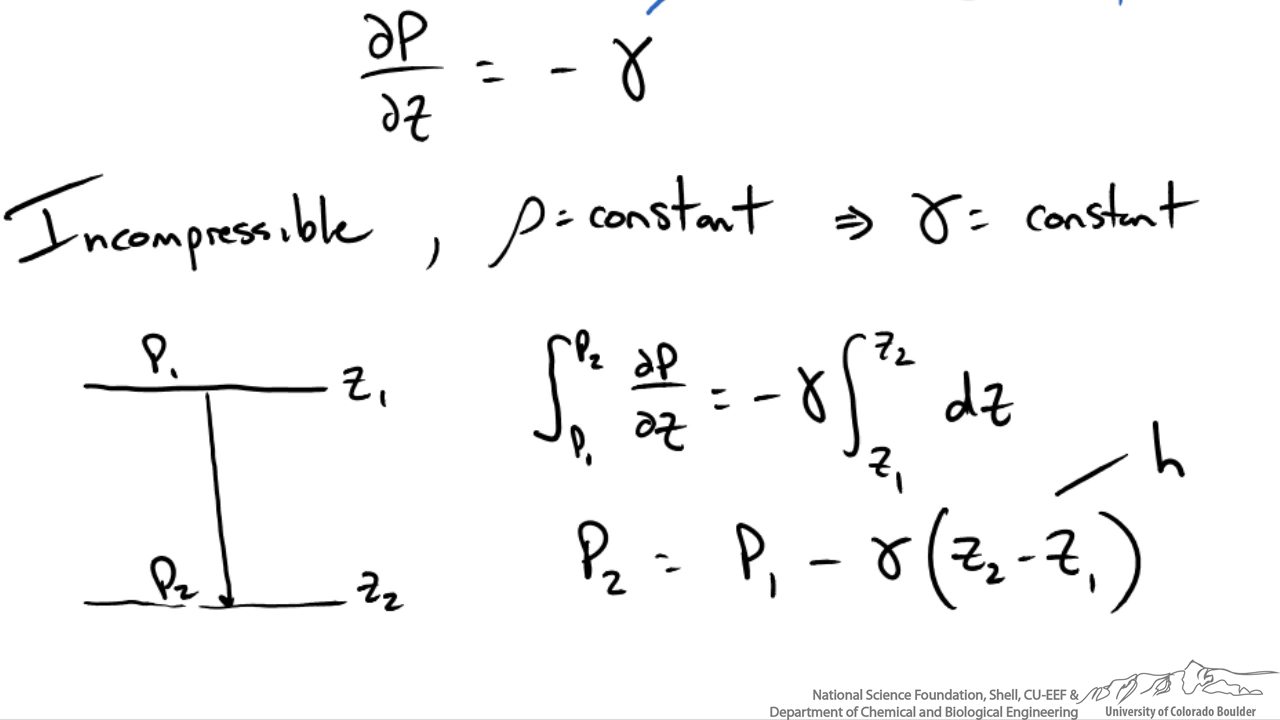 ∂P/∂z = - γ
Incompressible, ρ = constant ⇒ γ = constant
P₁
z₁
P₂
z₂
∫_{P₁}^{P₂} ∂P/∂z = - γ ∫_{z₁}^{z₂} dz
h
P₂ = P₁ - γ(z₂ - z₁)
National Science Foundation, Shell, CU-EEF &
Department of Chemical and Biological Engineering
University of Colorado Boulder